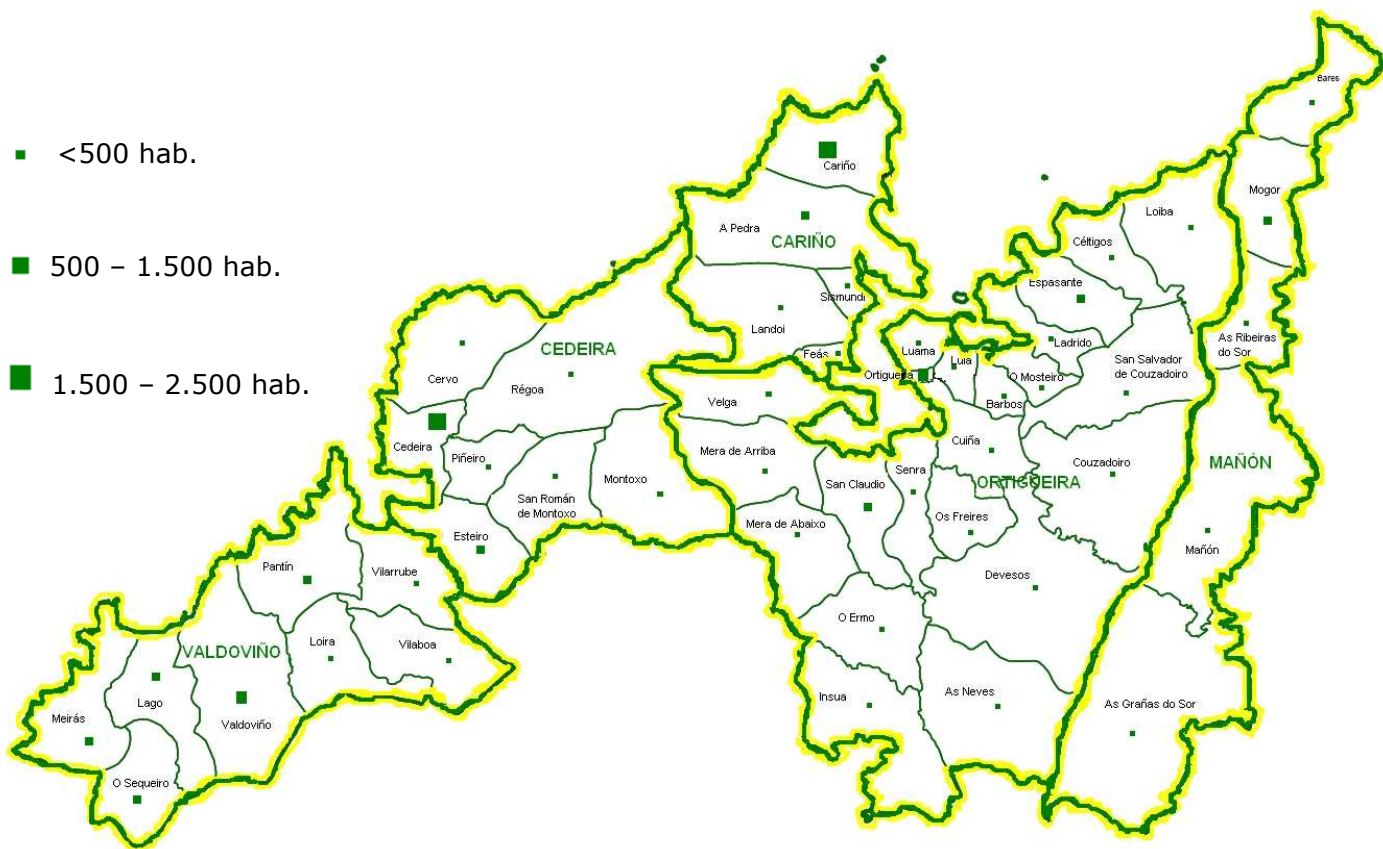 <500 hab.
500 – 1.500 hab.
1.500 – 2.500 hab.
Bares
Mogor
As Ribeiras
do Sor
MAÑÓN
Mañón
As Grañas do Sor
Cariño
A Pedra
CARIÑO
Sismundi
Landoi
Feás
Loiba
Céltigos
Espasante
Ladrido
San Salvador
de Couzadoiro
Luama
Luia
O Mosteiro
Ortigueira
Barbos
Velga
Cuiña
Mera de Arriba
Senra
Couzadoiro
San Claudio
ORTIGUEIRA
Os Freires
Mera de Abaixo
Devesos
O Ermo
Insua
As Neves
CEDEIRA
Cervo
Régoa
Cedeira
Piñeiro
San Román
de Montoxo
Montoxo
Esteiro
Pantín
Vilarrube
VALDOVIÑO
Loira
Vilaboa
Lago
Meirás
Valdoviño
O Sequeiro